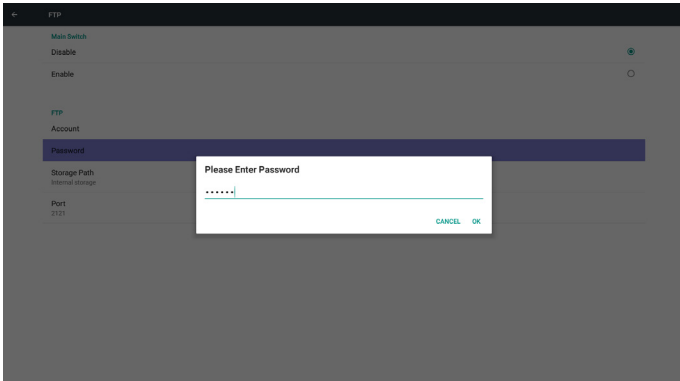 FTP
Main Switch
Disable
Enable
FTP
Account
Password
Storage Path
Internal storage
Port
2121
Please Enter Password
••••••
CANCEL OK